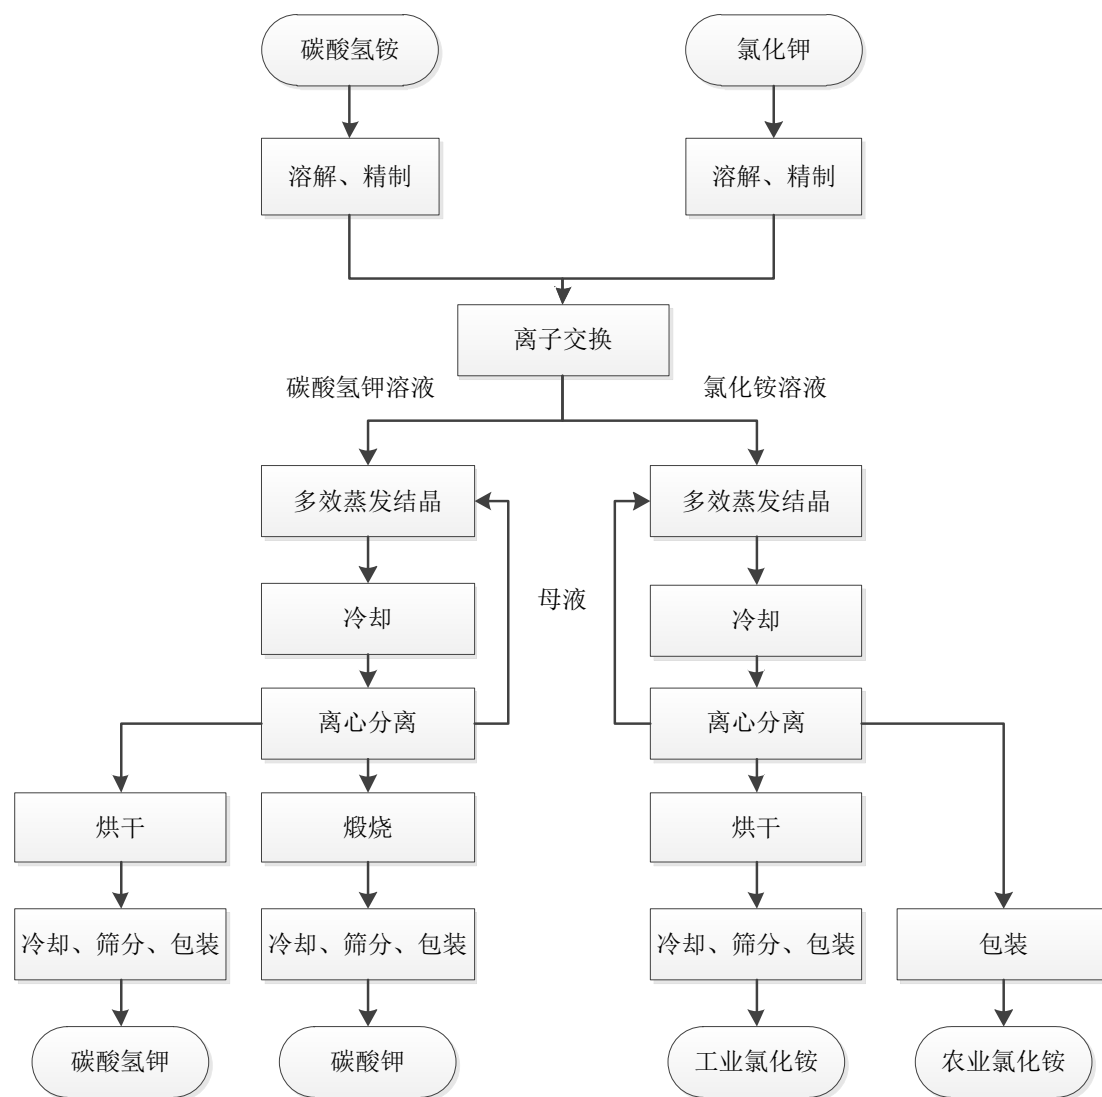 碳酸氢铵
氯化钾
溶解、精制
溶解、精制
离子交换
碳酸氢钾溶液
氯化铵溶液
多效蒸发结晶
多效蒸发结晶
冷却
母液
冷却
离心分离
离心分离
烘干
煅烧
烘干
冷却、筛分、包装
冷却、筛分、包装
冷却、筛分、包装
包装
碳酸氢钾
碳酸钾
工业氯化铵
农业氯化铵